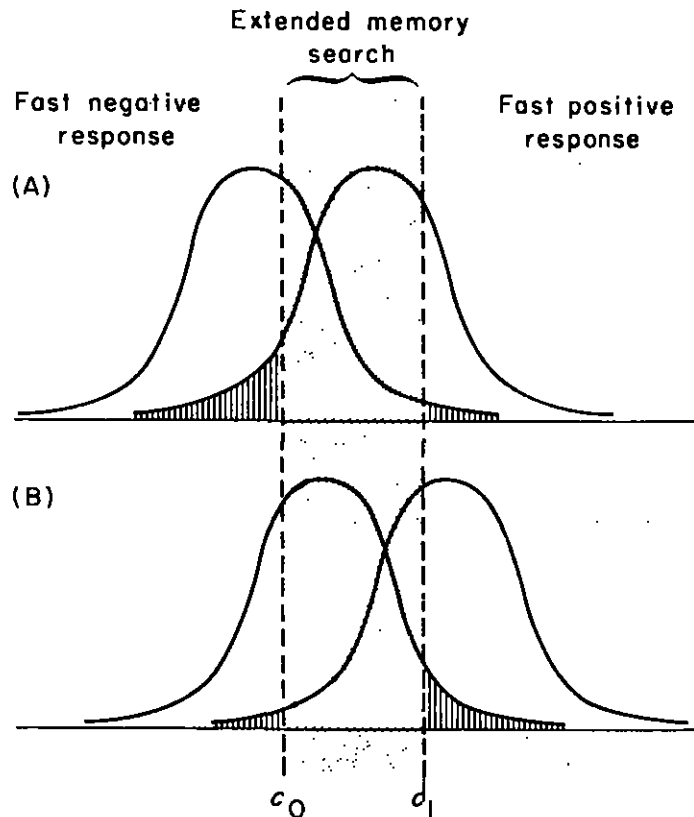 Extended memory
search
Fast negative
response
Fast positive
response
(A)
(B)
c0
c1